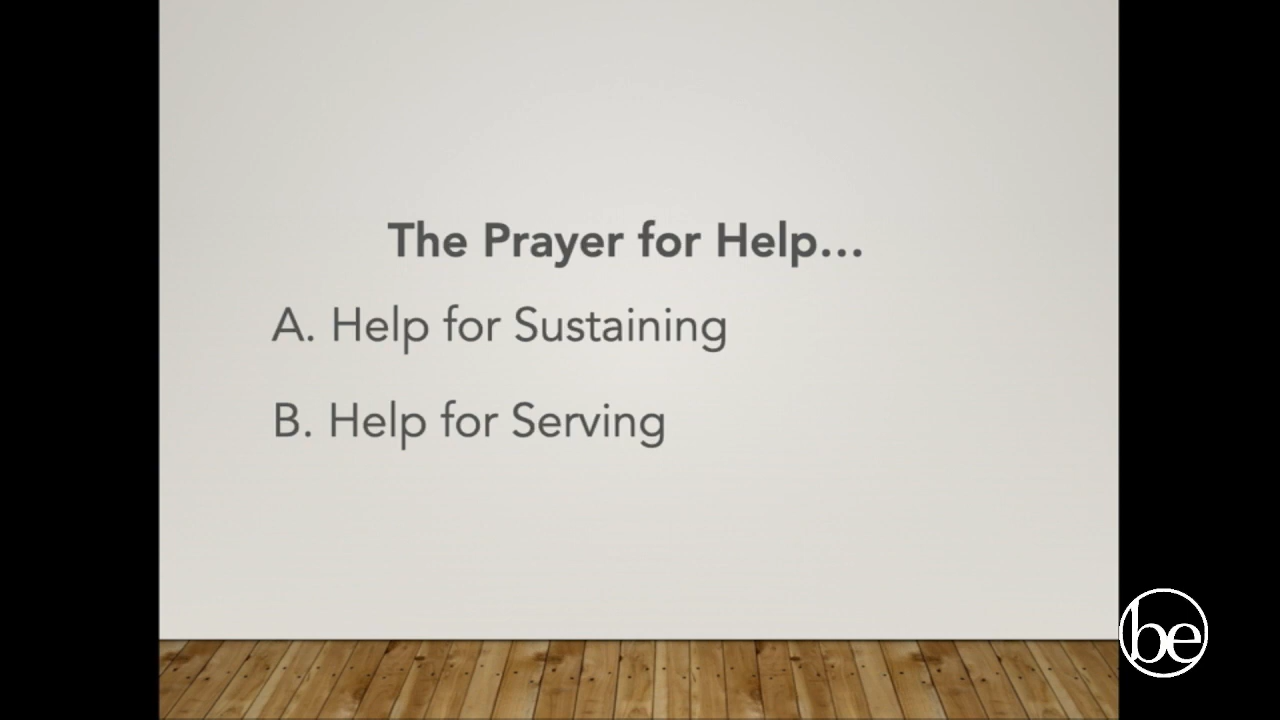 The Prayer for Help...
A. Help for Sustaining
B. Help for Serving
be